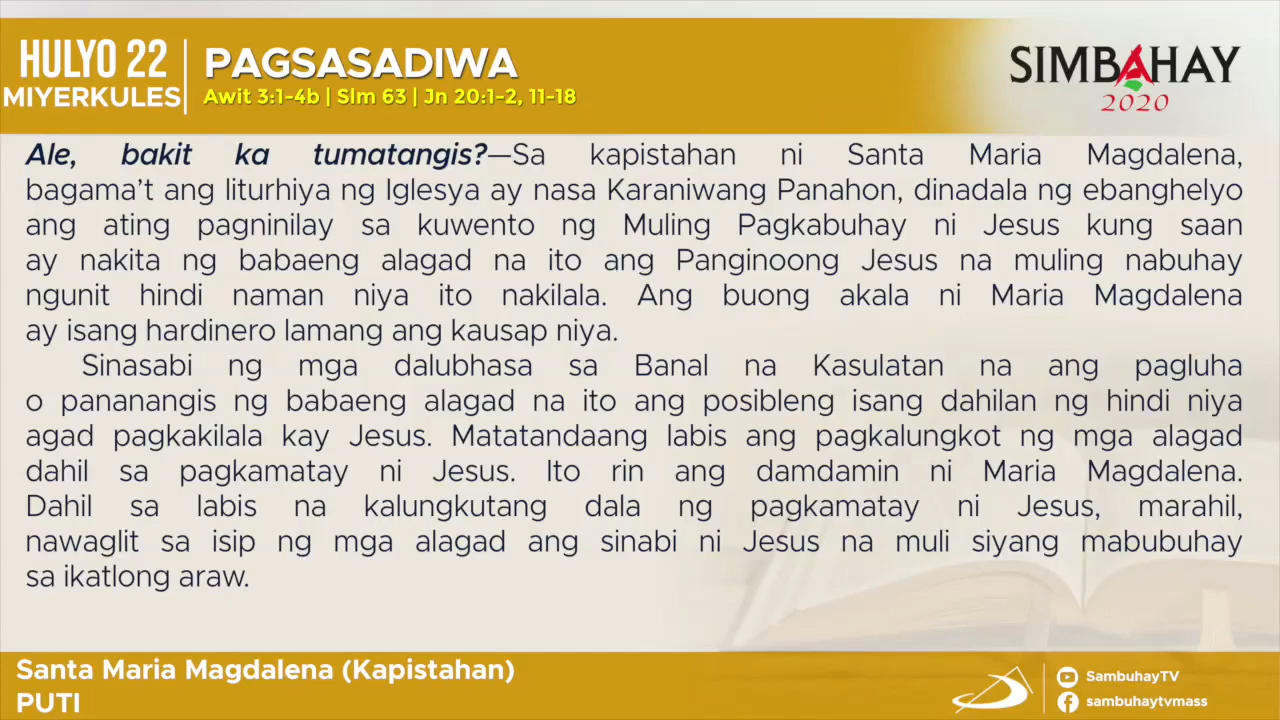 HULYO 22
MIYERKULES
PAGSASADIWA
Awit 3:1-4b | Slm 63 | Jn 20:1-2, 11-18
SIMBAHAY
2020
Ale, bakit ka tumatangis?—Sa kapistahan ni Santa Maria Magdalena,
bagama’t ang liturhiya ng Iglesya ay nasa Karaniwang Panahon, dinadala ng ebanghelyo
ang ating pagninilay sa kuwento ng Muling Pagkabuhay ni Jesus kung saan
ay nakita ng babaeng alagad na ito ang Panginoong Jesus na muling nabuhay
ngunit hindi naman niya ito nakilala. Ang buong akala ni Maria Magdalena
ay isang hardinero lamang ang kausap niya.
Sinasabi ng mga dalubhasa sa Banal na Kasulatan na ang pagluha
o pananangis ng babaeng alagad na ito ang posibleng isang dahilan ng hindi niya
agad pagkakilala kay Jesus. Matatandaang labis ang pagkalungkot ng mga alagad
dahil sa pagkamatay ni Jesus. Ito rin ang damdamin ni Maria Magdalena.
Dahil sa labis na kalungkutang dala ng pagkamatay ni Jesus, marahil,
nawaglit sa isip ng mga alagad ang sinabi ni Jesus na muli siyang mabubuhay
sa ikatlong araw.
Santa Maria Magdalena (Kapistahan)
PUTI
SambuhayTV
sambuhaytvmass